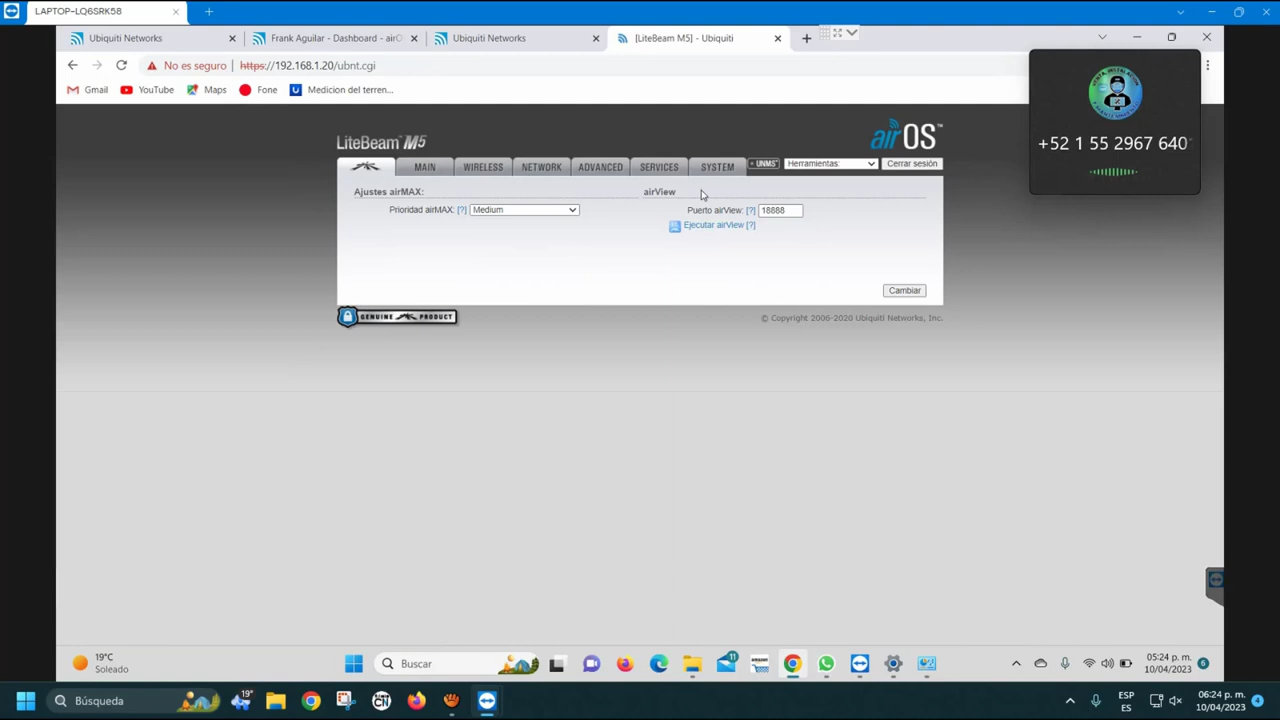 LAPTOP-LQ6SRK58
Ubiquiti Networks
Frank Aguilar - Dashboard - airO
Ubiquiti Networks
[LiteBeam M5] - Ubiquiti
No es seguro | https://192.168.1.20/ubnt.cgi
Gmail
YouTube
Maps
Fone
Medicion del terren...
+52 1 55 2967 640
LiteBeam M5
airOS
MAIN
WIRELESS
NETWORK
ADVANCED
SERVICES
SYSTEM
UNMS
Herramientas:
Cerrar sesión
Ajustes airMAX:
airView
Prioridad airMAX: [?] Medium
Puerto airView: [?] 18888
Ejecutar airView [?]
Cambiar
GENUINE PRODUCT
© Copyright 2006-2020 Ubiquiti Networks, Inc.
19°C
Soleado
Buscar
11
05:24 p. m.
10/04/2023
6
Búsqueda
19°
ESP
ES
06:24 p. m.
10/04/2023
4